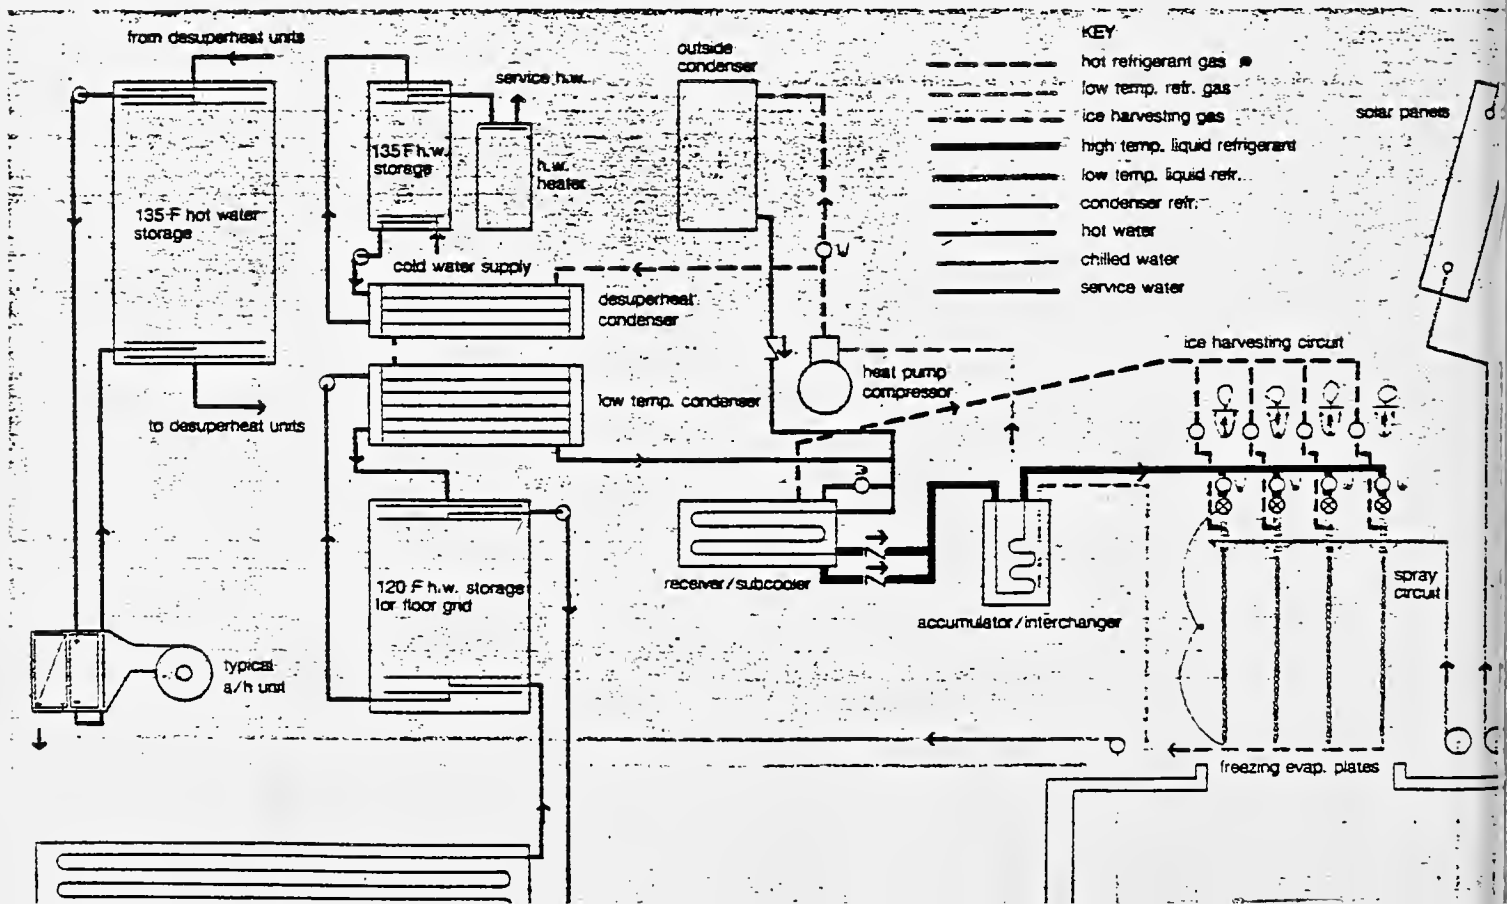 from desuperheat units
135 F hot water
storage
to desuperheat units
typical
a/h unit
service h.w.
135 F h.w.
storage
h.w.
heater
cold water supply
desuperheat
condenser
low temp. condenser
120 F h.w. storage
for floor grid
outside
condenser
heat pump
compressor
receiver/subcooler
accumulator/interchanger
KEY
hot refrigerant gas
low temp. refr. gas
ice harvesting gas
high temp. liquid refrigerant
low temp. liquid refr.
condenser refr.
hot water
chilled water
service water
solar panels
ice harvesting circuit
spray
circuit
freezing evap. plates